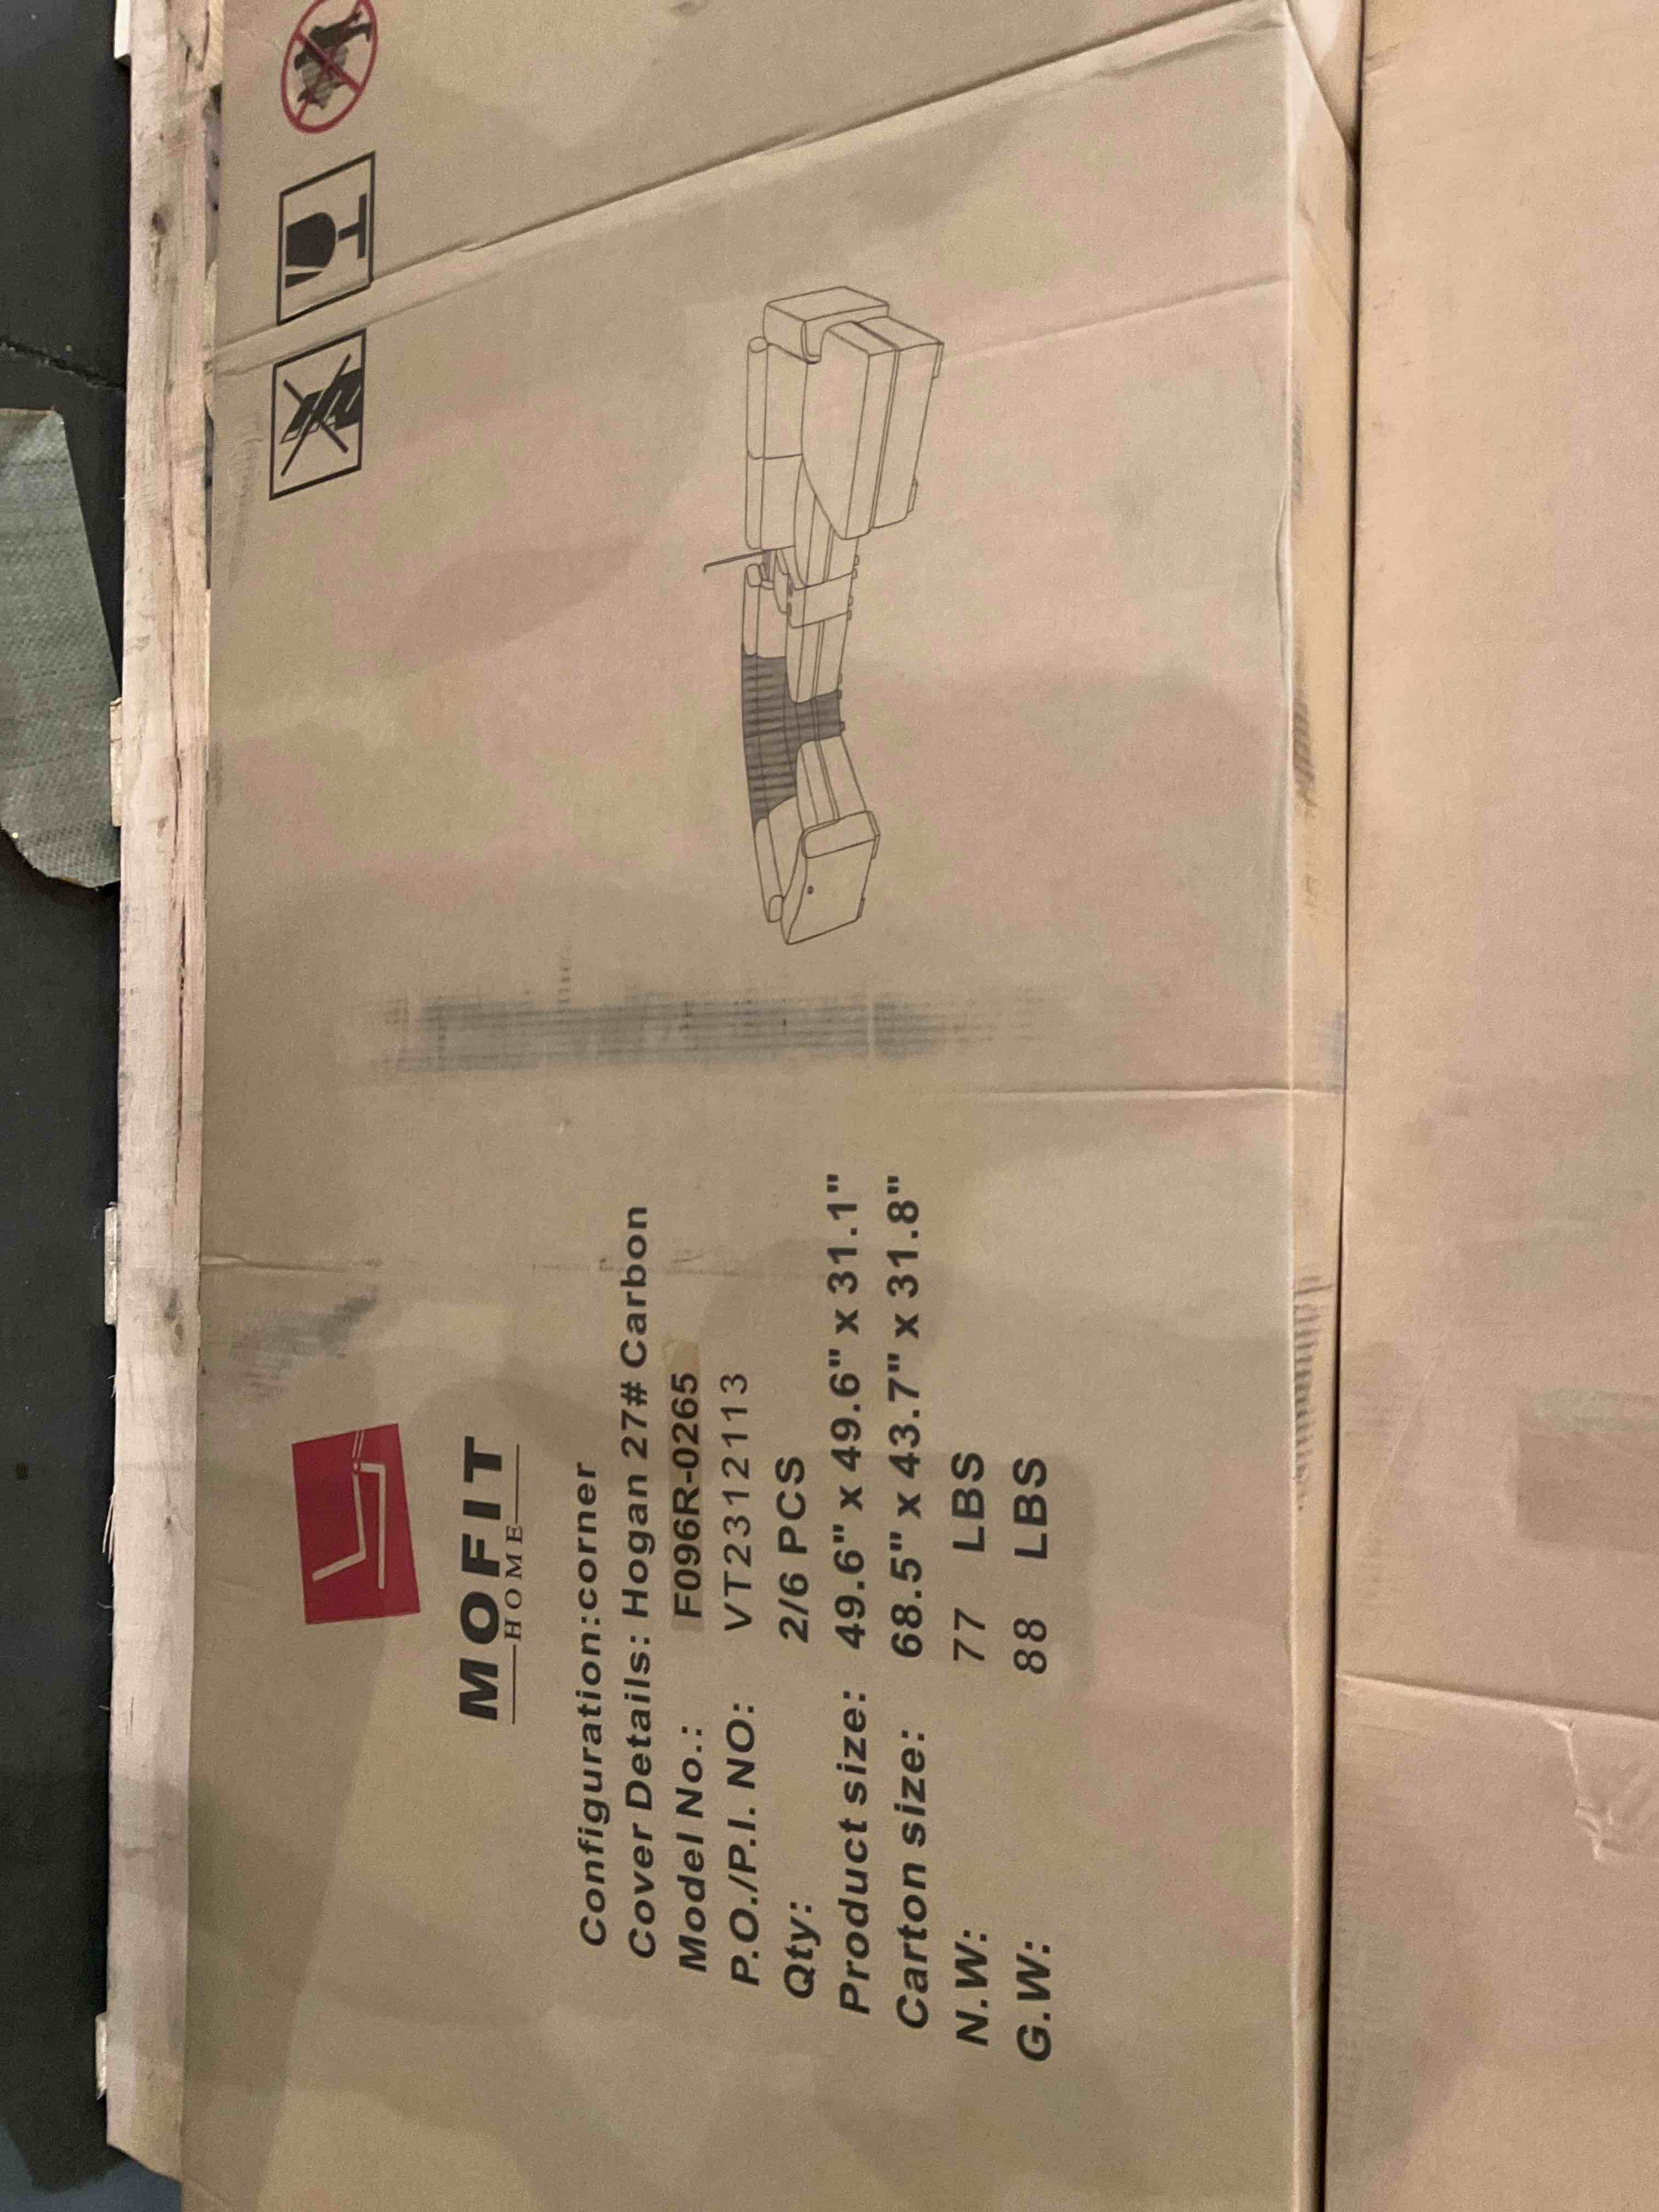 MOFIT
HOME
Configuration:corner
Cover Details: Hogan 27# Carbon
Model No.: F096R-0265
P.O./P.I. NO: VT2312113
Qty: 2/6 PCS
Product size: 49.6" x 49.6" x 31.1"
Carton size: 68.5" x 43.7" x 31.8"
N.W: 77 LBS
G.W: 88 LBS